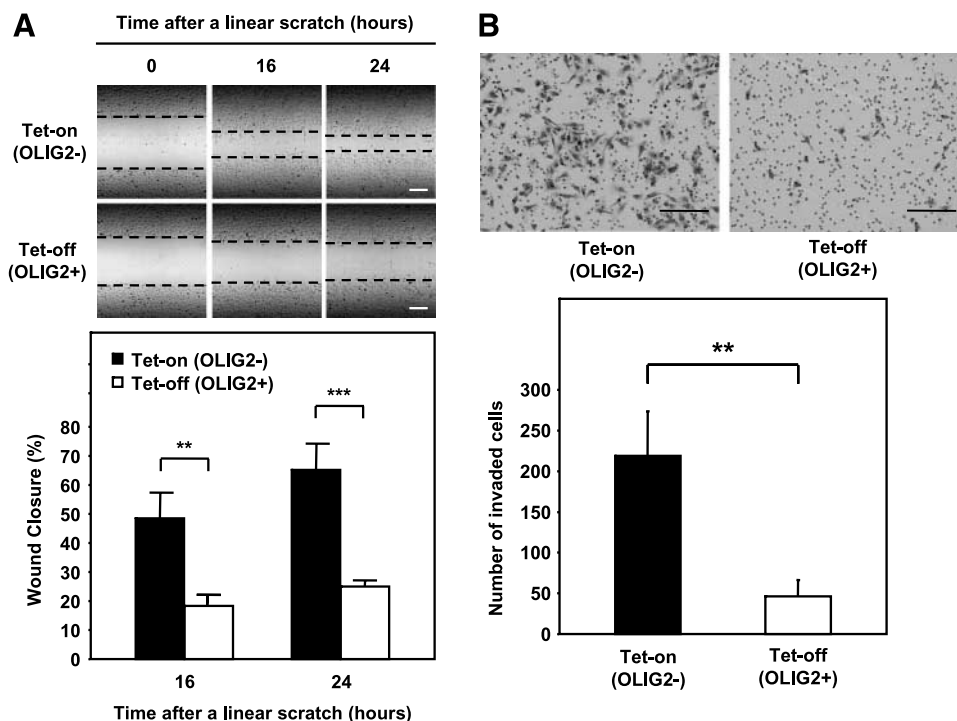 A
Time after a linear scratch (hours)
0 16 24
Tet-on
(OLIG2-)
Tet-off
(OLIG2+)
Tet-on (OLIG2-)
Tet-off (OLIG2+)
Wound Closure (%)
80
70
60
50
40
30
20
10
0
**
***
16 24
Time after a linear scratch (hours)
B
Tet-on
(OLIG2-)
Tet-off
(OLIG2+)
Number of invaded cells
300
250
200
150
100
50
0
**
Tet-on
(OLIG2-)
Tet-off
(OLIG2+)